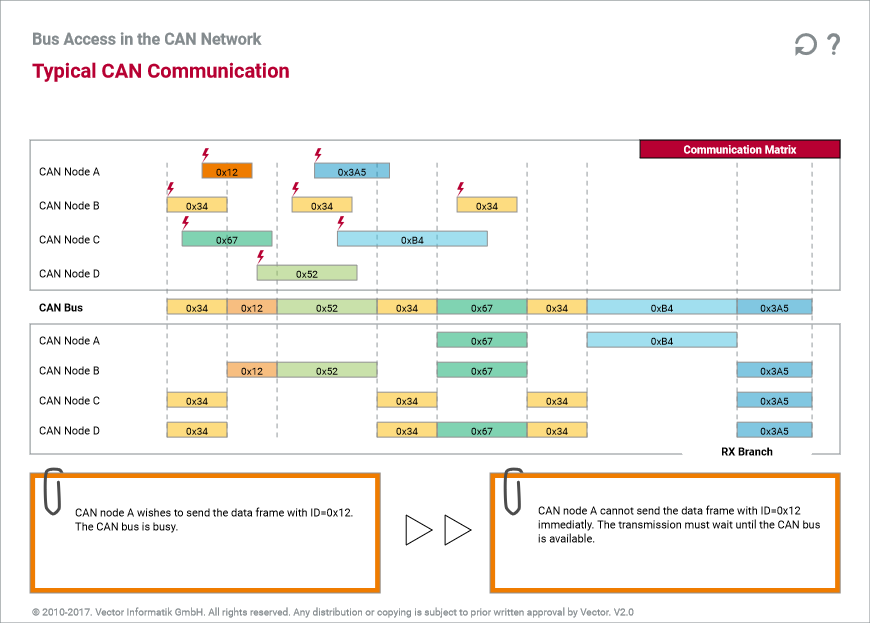 Bus Access in the CAN Network
Typical CAN Communication
?
Communication Matrix
CAN Node A 0x12 0x3A5
CAN Node B 0x34 0x34 0x34
CAN Node C 0x67 0xB4
CAN Node D 0x52
CAN Bus 0x34 0x12 0x52 0x34 0x67 0x34 0xB4 0x3A5
CAN Node A 0x67 0xB4
CAN Node B 0x12 0x52 0x67 0x3A5
CAN Node C 0x34 0x34 0x34 0x3A5
CAN Node D 0x34 0x34 0x67 0x34 0x3A5
RX Branch
CAN node A wishes to send the data frame with ID=0x12.
The CAN bus is busy.
CAN node A cannot send the data frame with ID=0x12
immediatly. The transmission must wait until the CAN bus
is available.
© 2010-2017. Vector Informatik GmbH. All rights reserved. Any distribution or copying is subject to prior written approval by Vector. V2.0